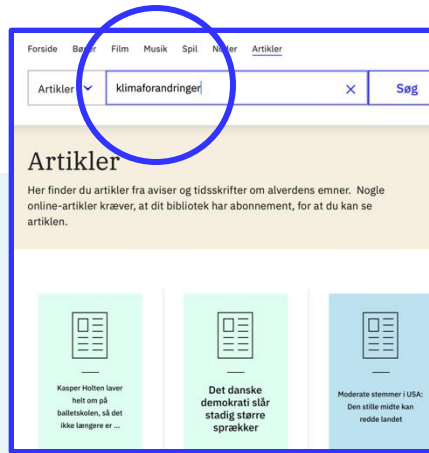 Forside Bøger Film Musik Spil Noder Artikler
Artikler klimaforandringer Søg
Artikler
Her finder du artikler fra aviser og tidsskrifter om alverdens emner. Nogle
online-artikler kræver, at dit bibliotek har abonnement, for at du kan se
artiklen.
Kasper Holten laver
helt om på
balletskolen, så det
ikke længere er ...
Det danske
demokrati slår
stadig større
sprækker
Moderate stemmer i USA:
Den stille midte kan
redde landet